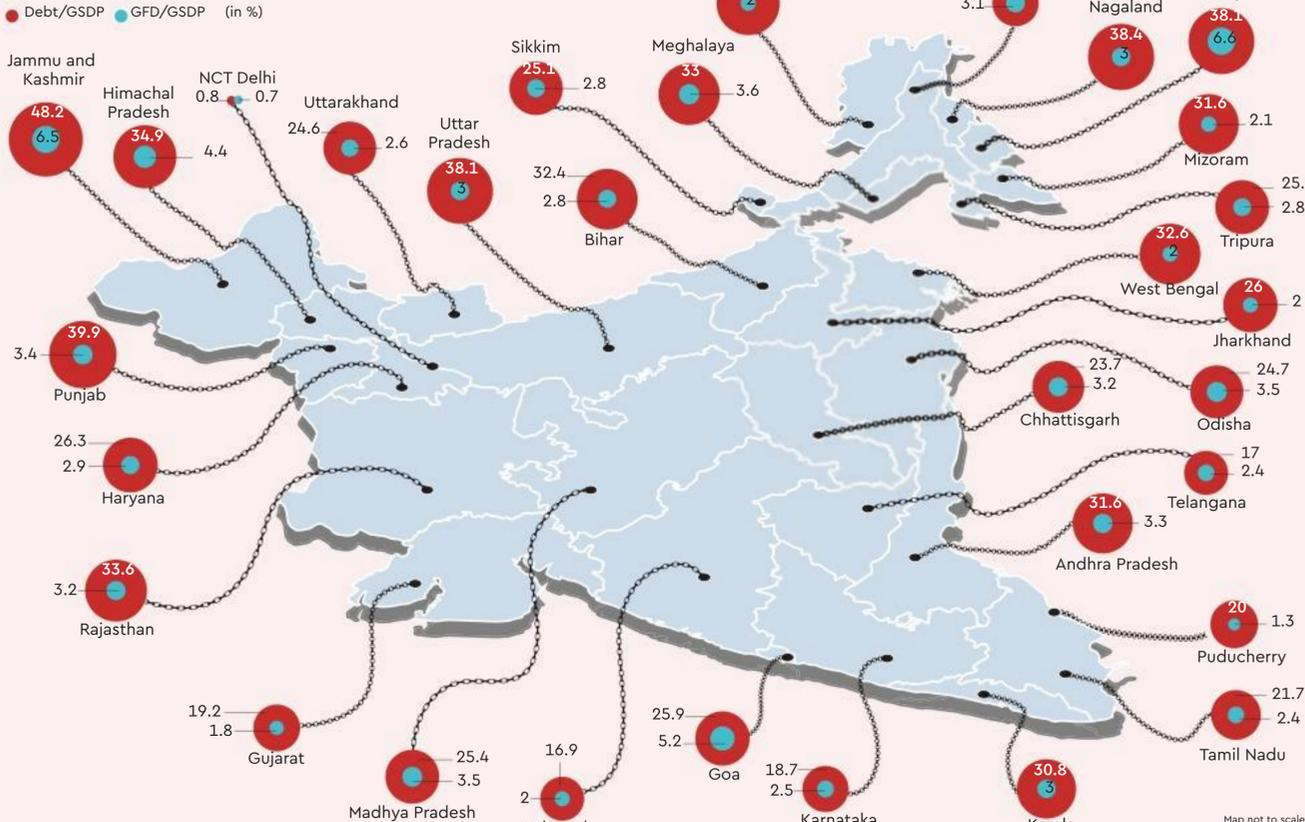 Debt/GSDP GFD/GSDP (in %)
2
3.1
Nagaland
38.4
3
38.1
6.6
Jammu and
Kashmir
48.2
6.5
Himachal
Pradesh
34.9
4.4
NCT Delhi
0.8 0.7
Uttarakhand
24.6
2.6
Uttar
Pradesh
38.1
3
Sikkim
25.1
2.8
Meghalaya
33
3.6
32.4
2.8
Bihar
31.6
2.1
Mizoram
25.
2.8
Tripura
32.6
2
West Bengal
26
2
Jharkhand
39.9
3.4
Punjab
23.7
3.2
Chhattisgarh
24.7
3.5
Odisha
26.3
2.9
Haryana
17
2.4
Telangana
31.6
3.3
Andhra Pradesh
33.6
3.2
Rajasthan
20
1.3
Puducherry
19.2
1.8
Gujarat
25.4
3.5
Madhya Pradesh
16.9
2
25.9
5.2
Goa
18.7
2.5
Karnataka
30.8
3
21.7
2.4
Tamil Nadu
Map not to scale